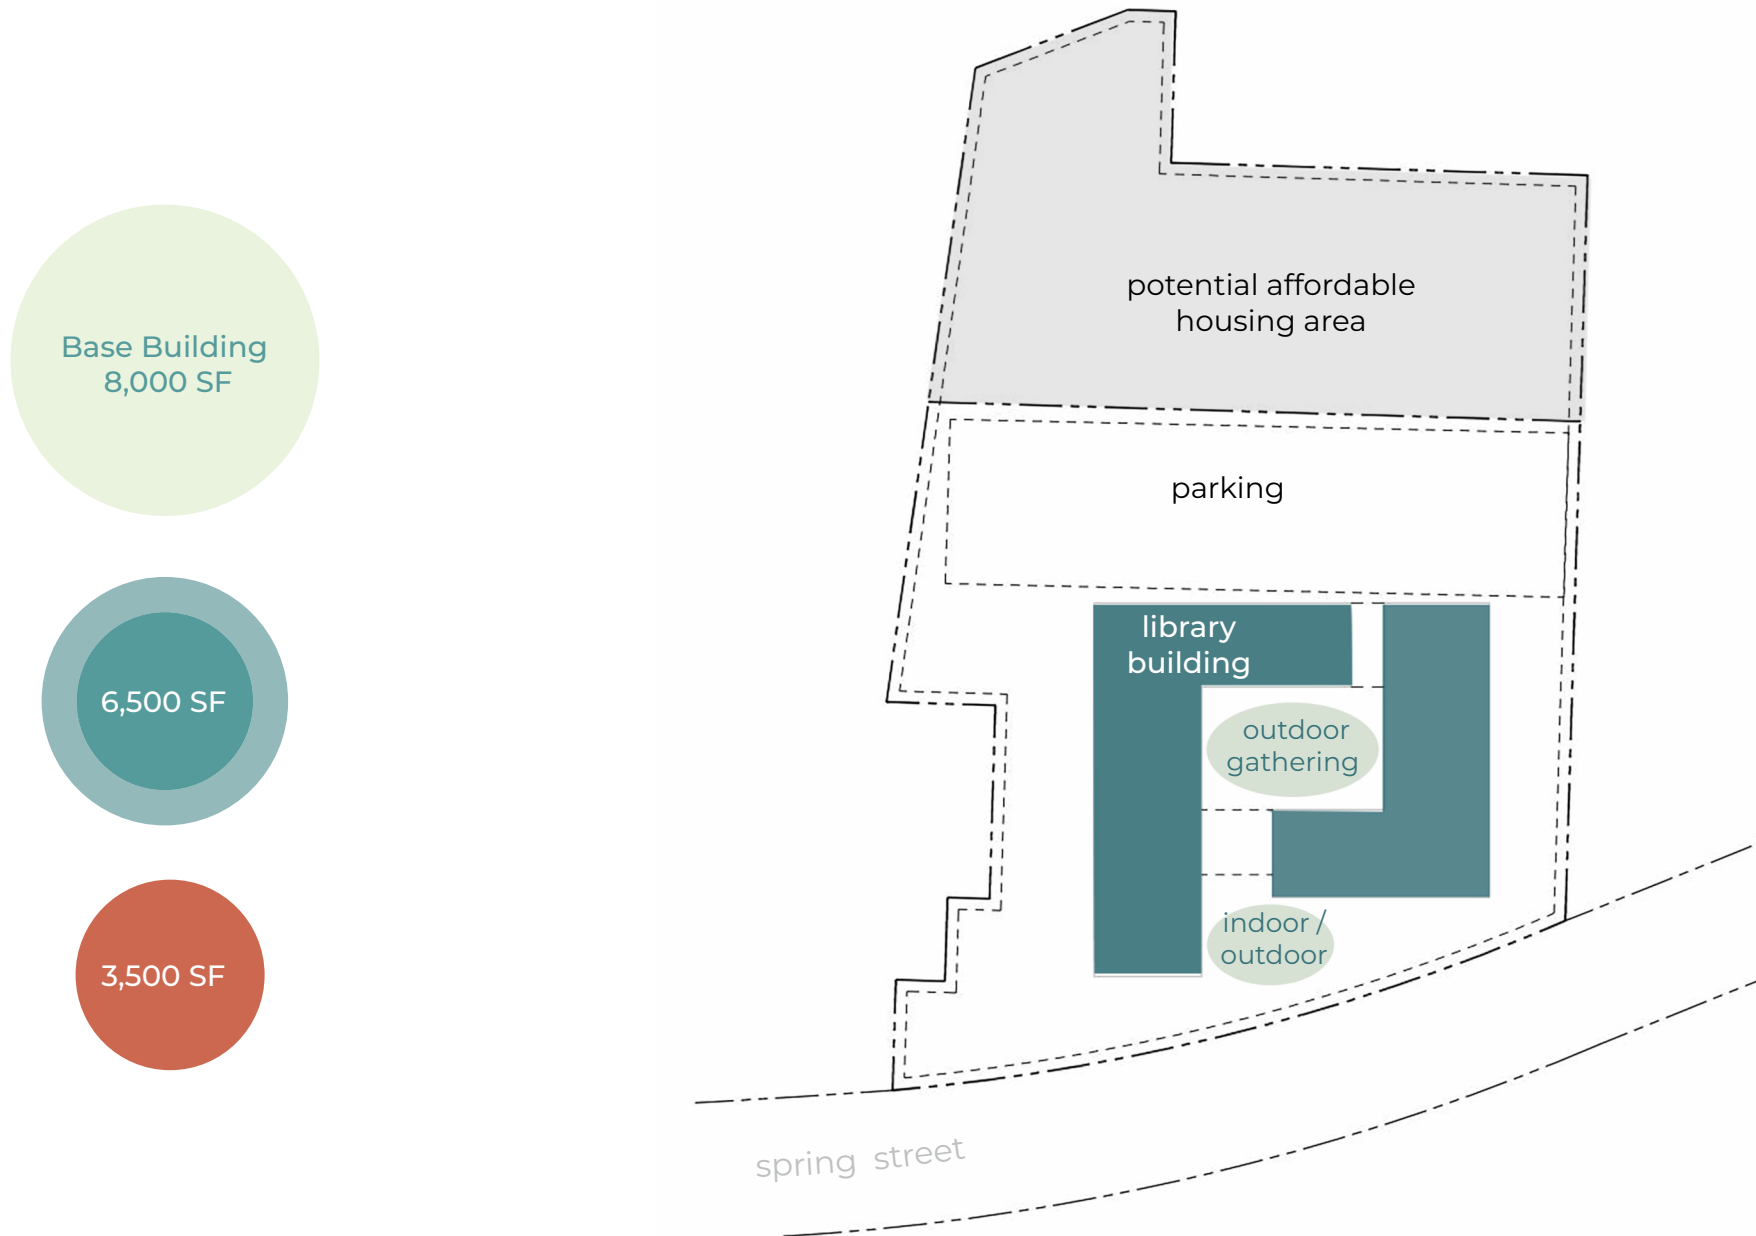 Base Building
8,000 SF
6,500 SF
3,500 SF
potential affordable
housing area
parking
library
building
outdoor
gathering
indoor /
outdoor
spring street